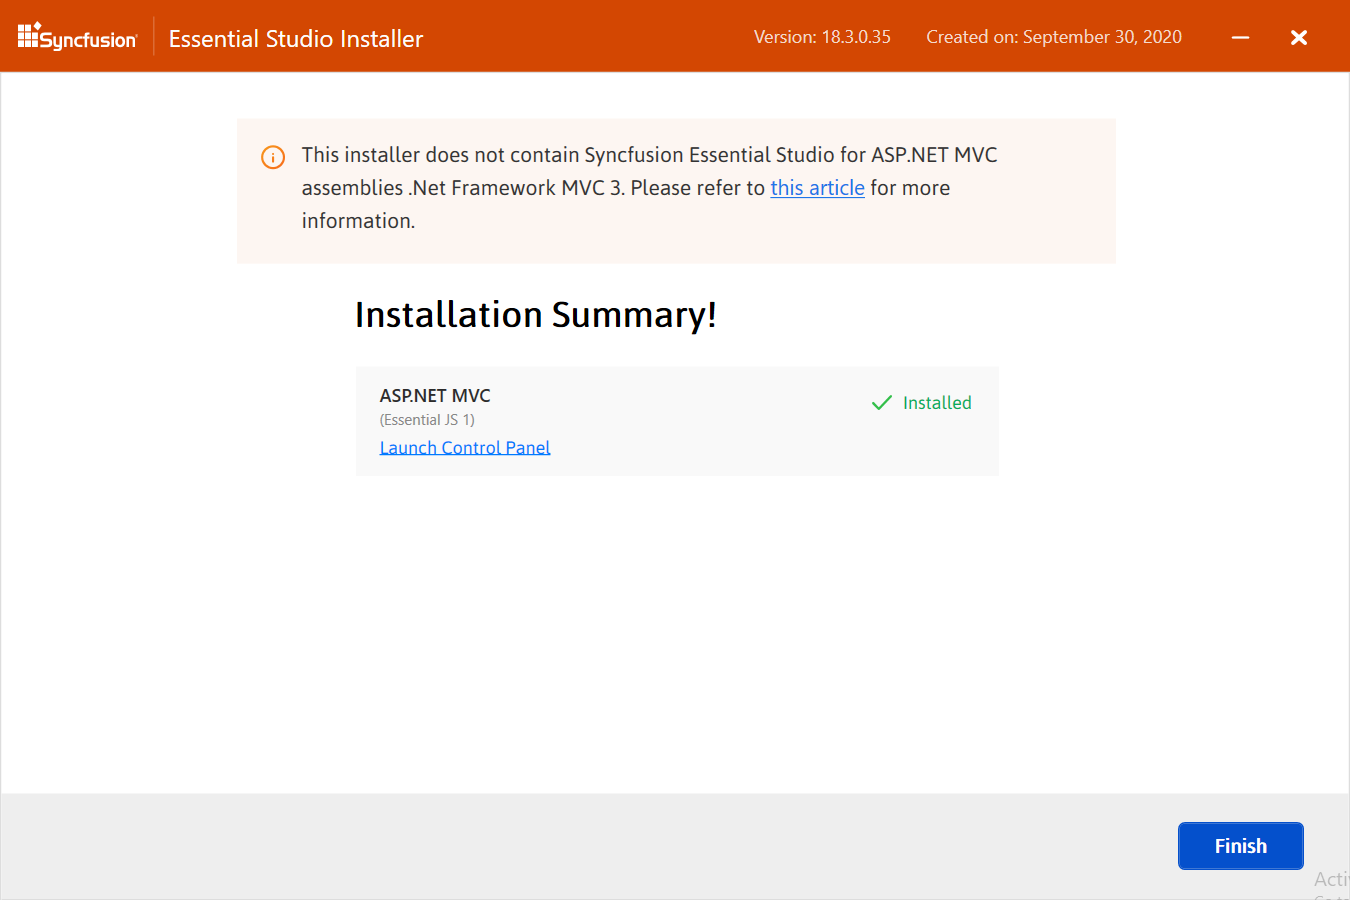 Syncfusion
Essential Studio Installer
Version: 18.3.0.35
Created on: September 30, 2020
This installer does not contain Syncfusion Essential Studio for ASP.NET MVC
assemblies .Net Framework MVC 3. Please refer to this article for more
information.
Installation Summary!
ASP.NET MVC
Installed
(Essential JS 1)
Launch Control Panel
Finish
Acti